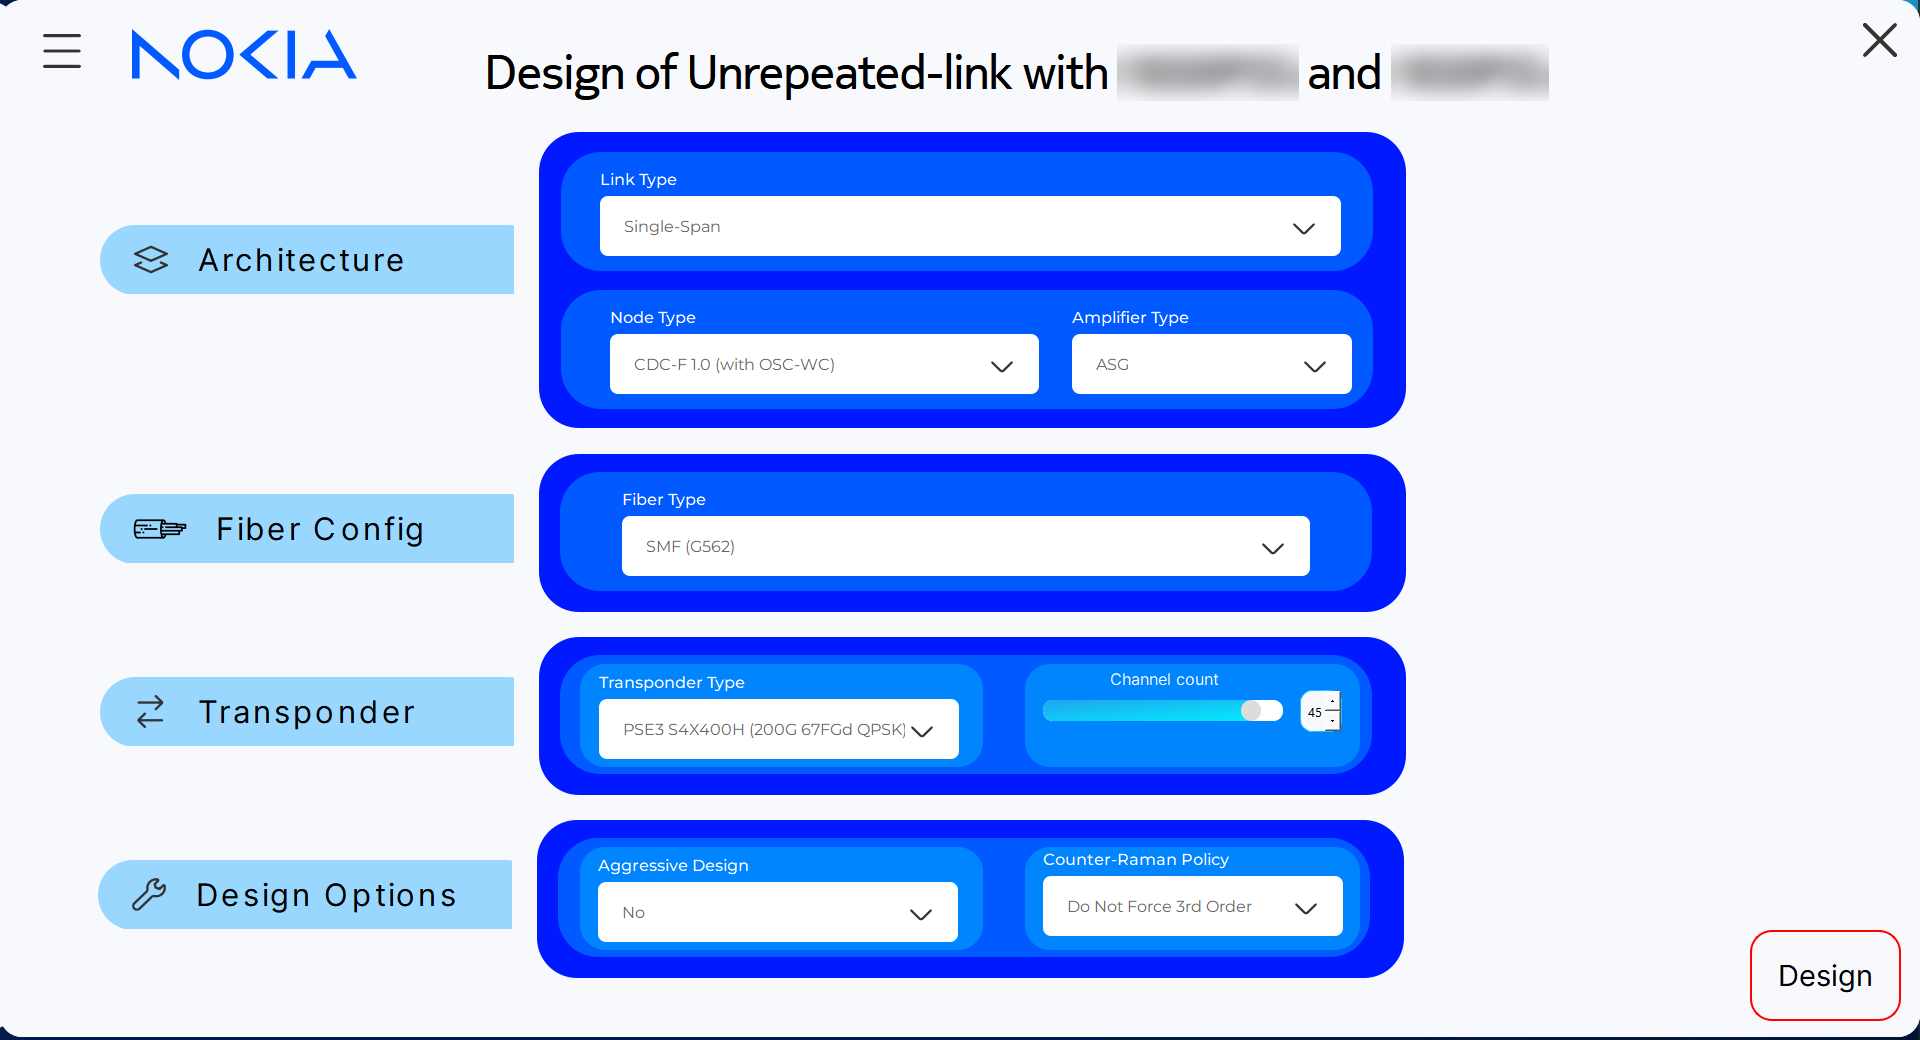 NOKIA
Design of Unrepeated-link with and
Architecture
Link Type
Single-Span
Node Type
CDC-F 1.0 (with OSC-WC)
Amplifier Type
ASG
Fiber Config
Fiber Type
SMF (G562)
Transponder
Transponder Type
PSE3 S4X400H (200G 67FGd QPSK)
Channel count
45
Design Options
Aggressive Design
No
Counter-Raman Policy
Do Not Force 3rd Order
Design